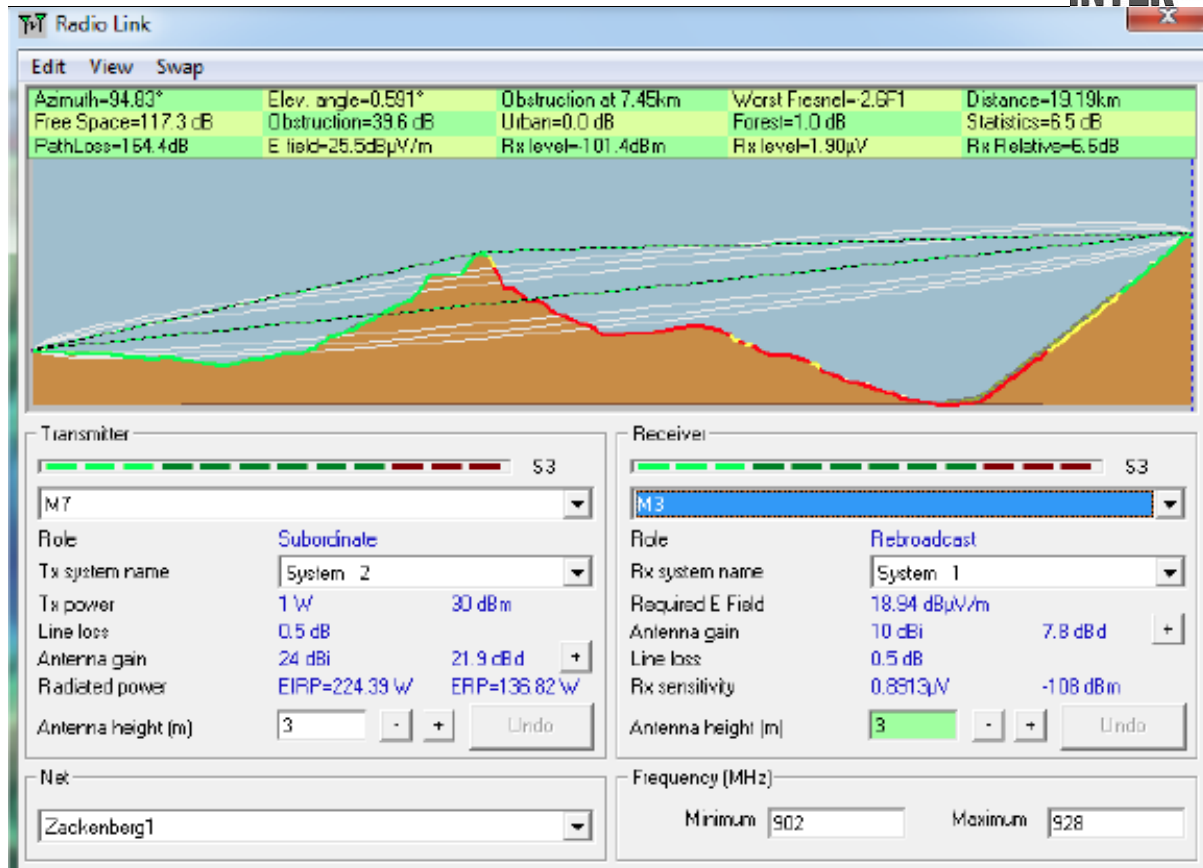 INTER
Radio Link
Edit View Swap
Azimuth=94.83° Elev. angle=0.591° Obstruction at 7.45km Worst Fresnel=-2.6F1 Distance=19.19km
Free Space=117.3 dB Obstruction=39.6 dB Urban=0.0 dB Forest=1.0 dB Statistics=6.5 dB
PathLoss=164.4dB E field=25.5dBµV/m Rx level=-101.4dBm Rx level=1.90µV Rx Relative=6.6dB
Transmitter
S3
M7
Role Subordinate
Tx system name System 2
Tx power 1 W 30 dBm
Line loss 0.5 dB
Antenna gain 24 dBi 21.9 dBd +
Radiated power EIRP=224.39 W ERP=136.82 W
Antenna height (m) 3 - + Undo
Net
Zackenberg1
Receiver
S3
M3
Role Rebroadcast
Rx system name System 1
Required E Field 18.94 dBµV/m
Antenna gain 10 dBi 7.8 dBd +
Line loss 0.5 dB
Rx sensitivity 0.8913µV -108 dBm
Antenna height (m) 3 - + Undo
Frequency (MHz)
Minimum 902 Maximum 928